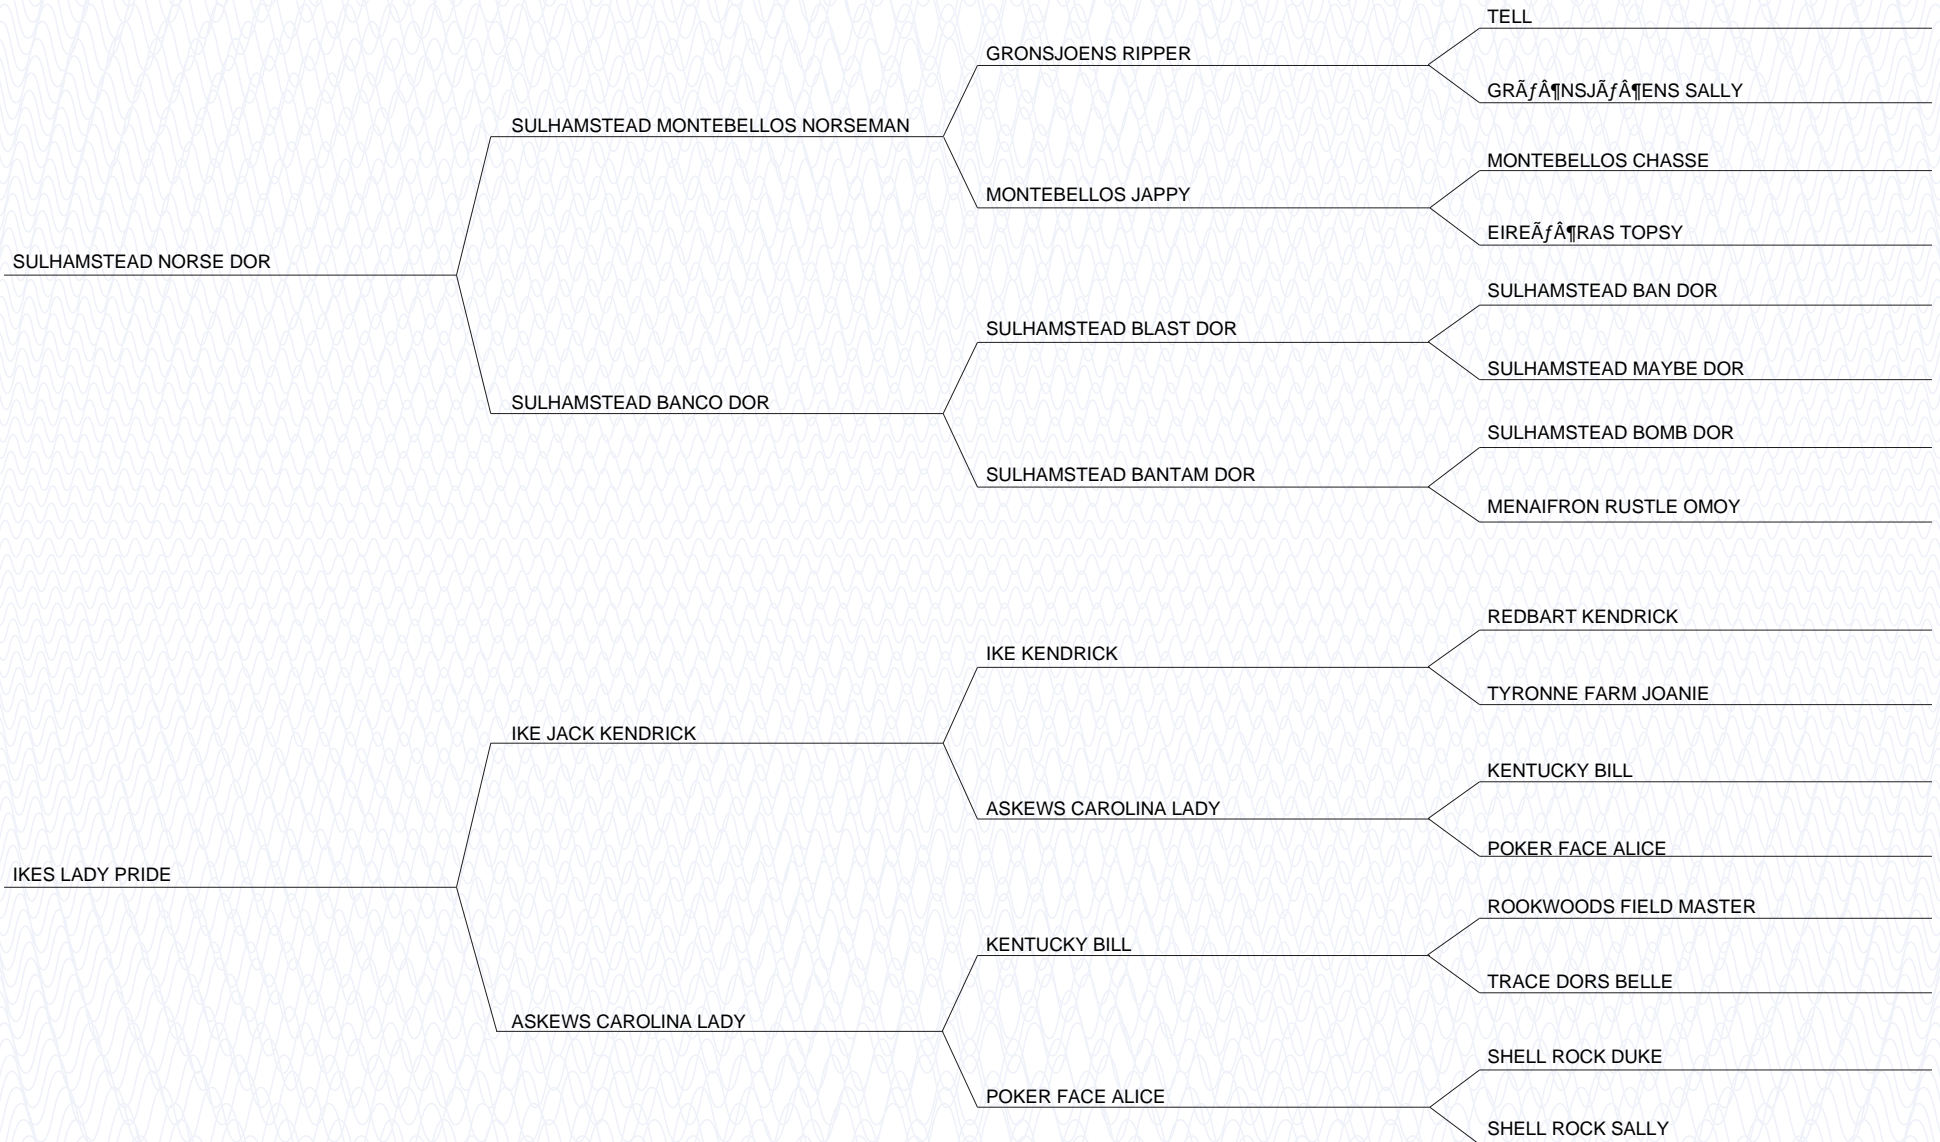 TELL
GRONSJOENS RIPPER
GRÃƒÂ¶NSJÃƒÂ¶ENS SALLY
SULHAMSTEAD MONTEBELLOS NORSEMAN
MONTEBELLOS CHASSE
MONTEBELLOS JAPPY
EIREÃƒÂ¶RAS TOPSY
SULHAMSTEAD NORSE DOR
SULHAMSTEAD BAN DOR
SULHAMSTEAD BLAST DOR
SULHAMSTEAD MAYBE DOR
SULHAMSTEAD BANCO DOR
SULHAMSTEAD BOMB DOR
SULHAMSTEAD BANTAM DOR
MENAIFRON RUSTLE OMOY
REDBART KENDRICK
IKE KENDRICK
TYRONNE FARM JOANIE
IKE JACK KENDRICK
KENTUCKY BILL
ASKEWS CAROLINA LADY
POKER FACE ALICE
IKES LADY PRIDE
ROOKWOODS FIELD MASTER
KENTUCKY BILL
TRACE DORS BELLE
ASKEWS CAROLINA LADY
SHELL ROCK DUKE
POKER FACE ALICE
SHELL ROCK SALLY